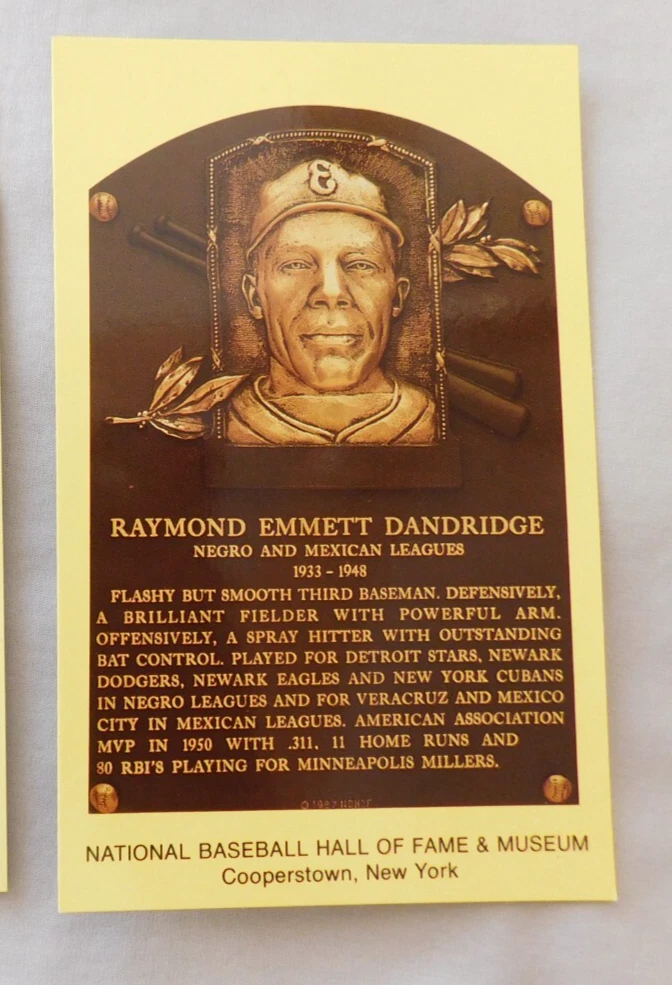 E
RAYMOND EMMETT DANDRIDGE
NEGRO AND MEXICAN LEAGUES
1933 - 1948
FLASHY BUT SMOOTH THIRD BASEMAN. DEFENSIVELY,
A BRILLIANT FIELDER WITH POWERFUL ARM.
OFFENSIVELY, A SPRAY HITTER WITH OUTSTANDING
BAT CONTROL. PLAYED FOR DETROIT STARS, NEWARK
DODGERS, NEWARK EAGLES AND NEW YORK CUBANS
IN NEGRO LEAGUES AND FOR VERACRUZ AND MEXICO
CITY IN MEXICAN LEAGUES. AMERICAN ASSOCIATION
MVP IN 1950 WITH .311, 11 HOME RUNS AND
80 RBI'S PLAYING FOR MINNEAPOLIS MILLERS.
© 1987
NATIONAL BASEBALL HALL OF FAME & MUSEUM
Cooperstown, New York